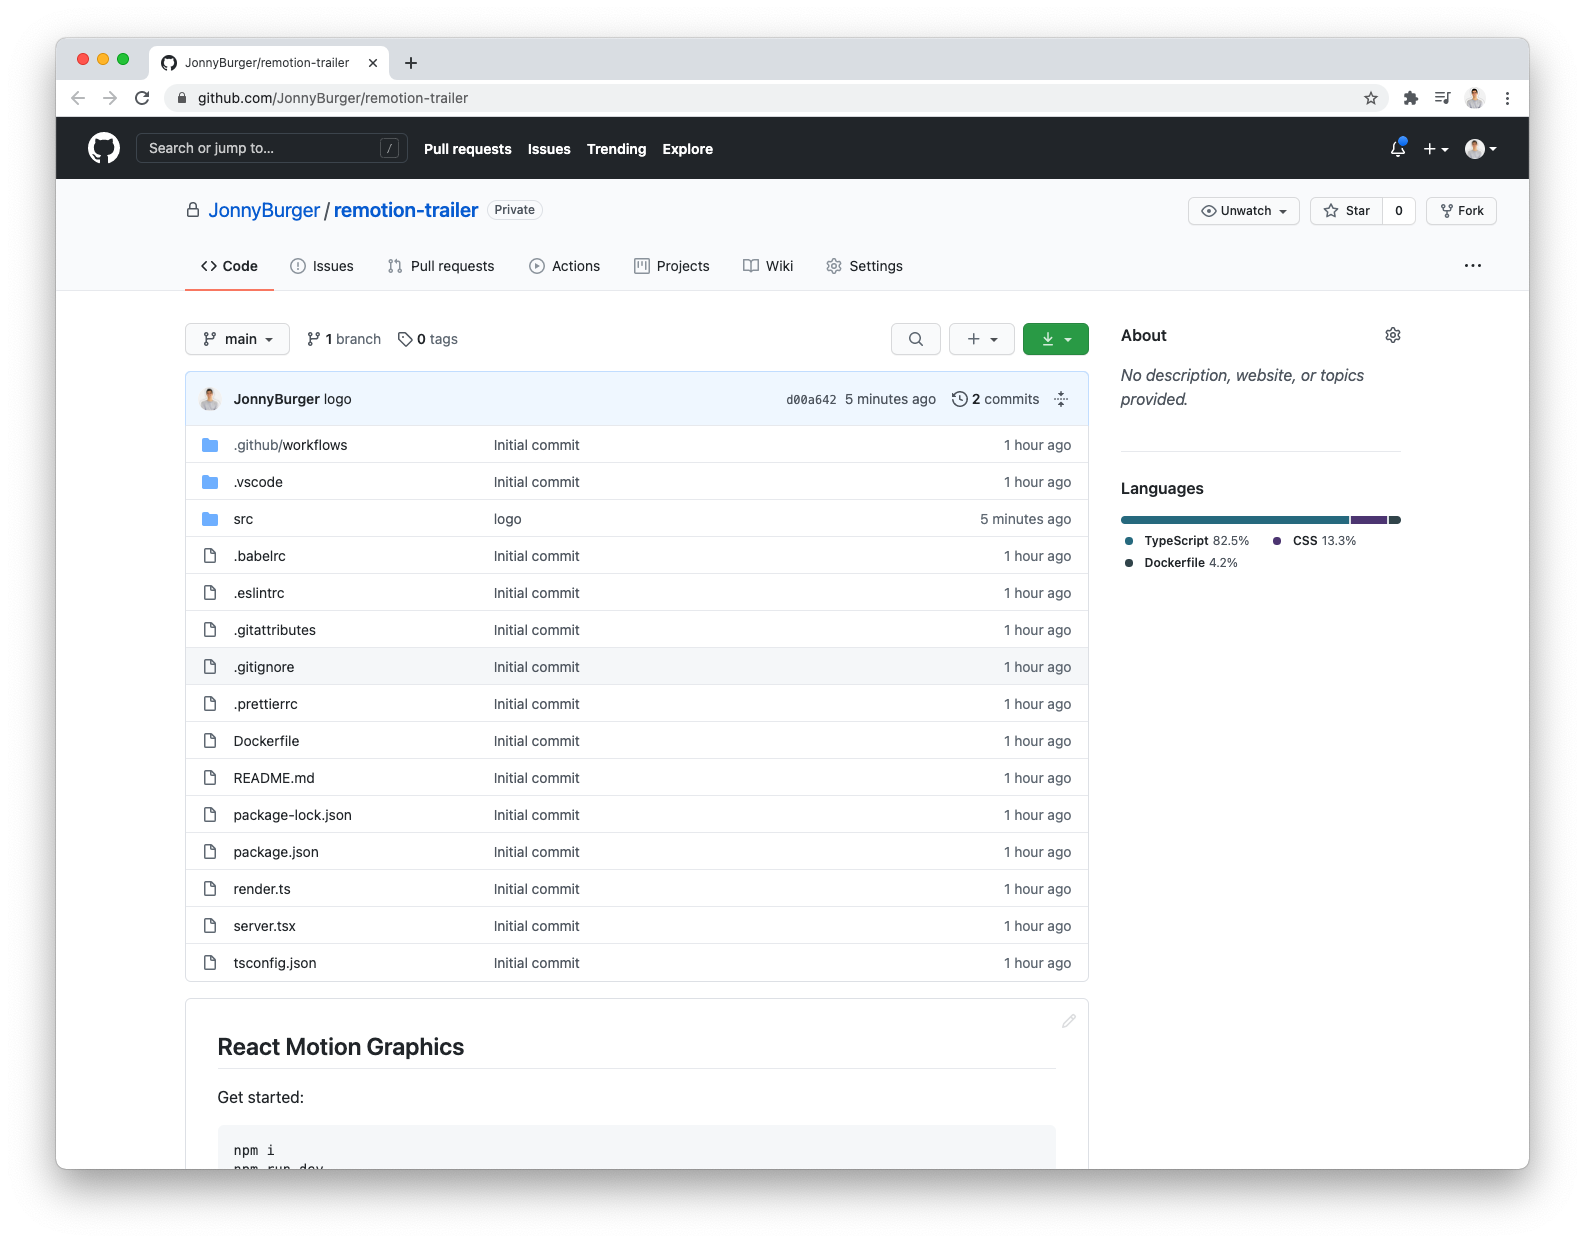 JonnyBurger/remotion-trailer
github.com/JonnyBurger/remotion-trailer
Search or jump to... /
Pull requests Issues Trending Explore
JonnyBurger / remotion-trailer Private
Unwatch Star 0 Fork
Code Issues Pull requests Actions Projects Wiki Settings
main 1 branch 0 tags
JonnyBurger logo d00a642 5 minutes ago 2 commits
.github/workflows Initial commit 1 hour ago
.vscode Initial commit 1 hour ago
src logo 5 minutes ago
.babelrc Initial commit 1 hour ago
.eslintrc Initial commit 1 hour ago
.gitattributes Initial commit 1 hour ago
.gitignore Initial commit 1 hour ago
.prettierrc Initial commit 1 hour ago
Dockerfile Initial commit 1 hour ago
README.md Initial commit 1 hour ago
package-lock.json Initial commit 1 hour ago
package.json Initial commit 1 hour ago
render.ts Initial commit 1 hour ago
server.tsx Initial commit 1 hour ago
tsconfig.json Initial commit 1 hour ago
React Motion Graphics
Get started:
npm i
npm run dev
About
No description, website, or topics
provided.
Languages
TypeScript 82.5% CSS 13.3%
Dockerfile 4.2%